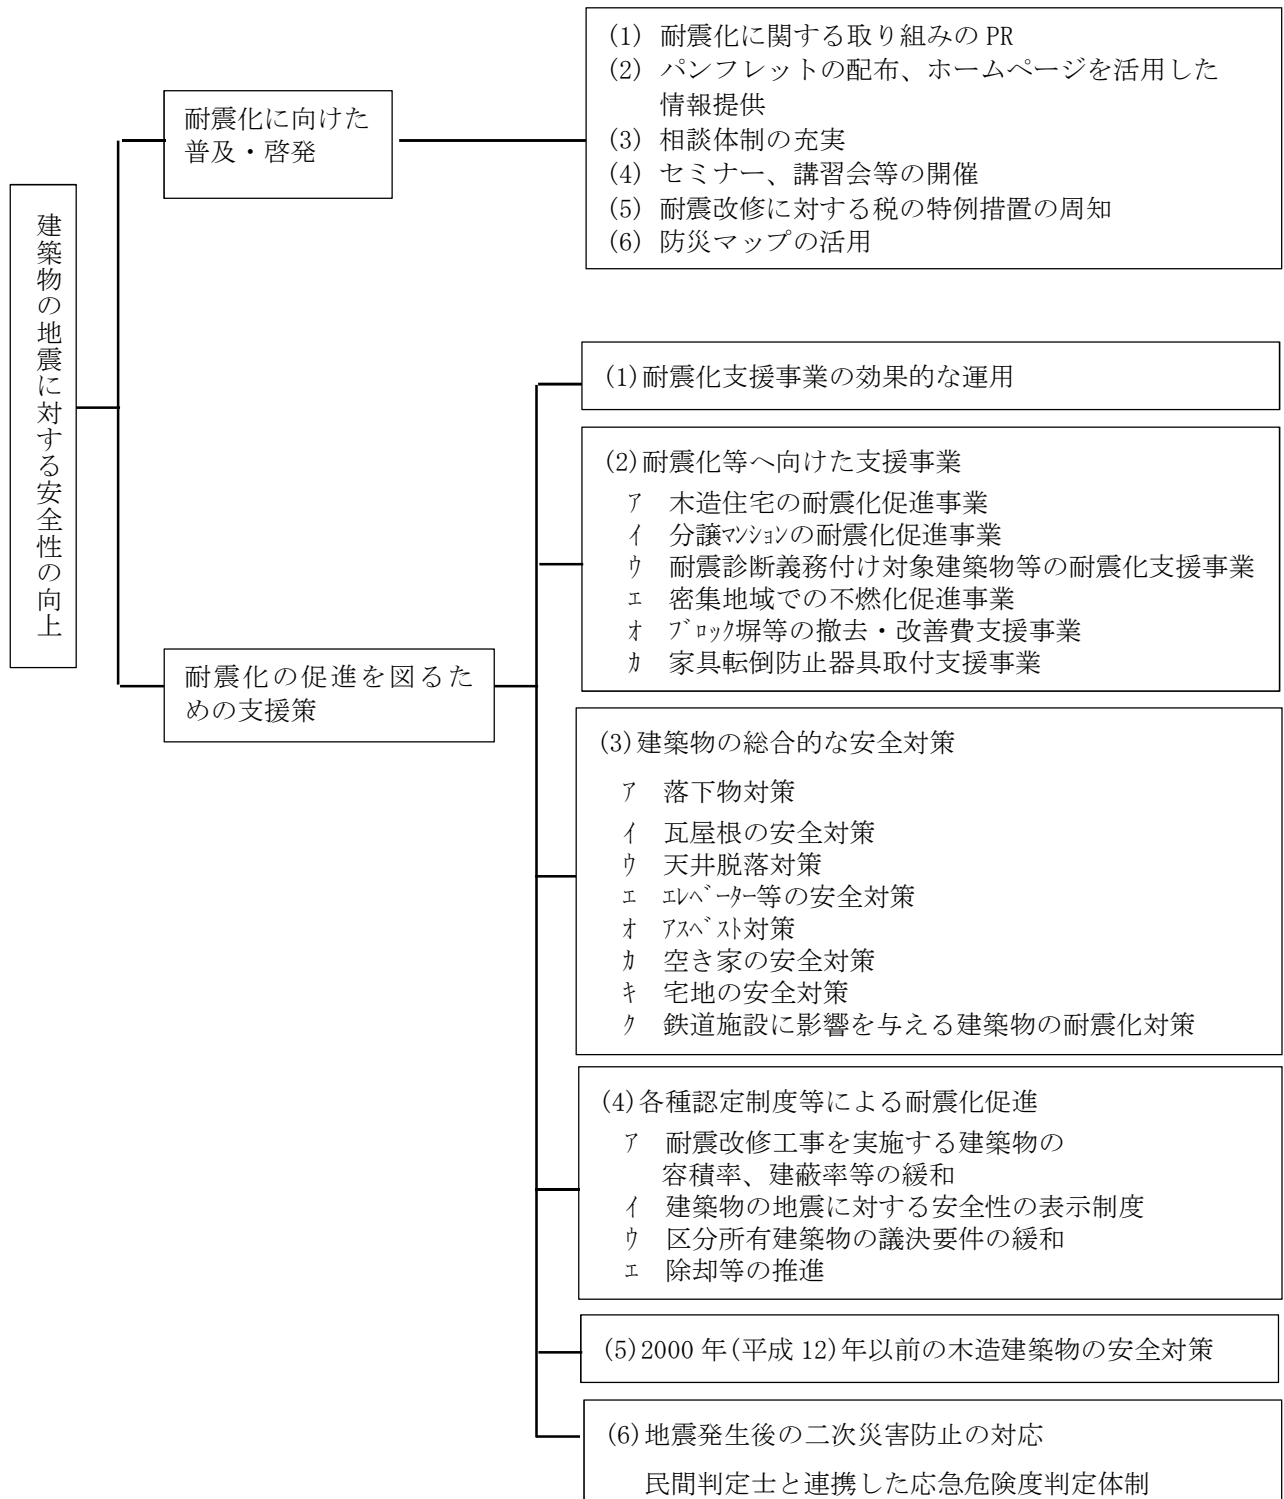 建築物の地震に対する安全性の向上
耐震化に向けた
普及・啓発
(1) 耐震化に関する取り組みの PR
(2) パンフレットの配布、ホームページを活用した
情報提供
(3) 相談体制の充実
(4) セミナー、講習会等の開催
(5) 耐震改修に対する税の特例措置の周知
(6) 防災マップの活用
耐震化の促進を図るた
めの支援策
(1)耐震化支援事業の効果的な運用
(2)耐震化等へ向けた支援事業
ｱ 木造住宅の耐震化促進事業
ｲ 分譲ﾏﾝｼｮﾝの耐震化促進事業
ｳ 耐震診断義務付け対象建築物等の耐震化支援事業
ｴ 密集地域での不燃化促進事業
ｵ ﾌﾞﾛｯｸ塀等の撤去・改善費支援事業
ｶ 家具転倒防止器具取付支援事業
(3)建築物の総合的な安全対策
ｱ 落下物対策
ｲ 瓦屋根の安全対策
ｳ 天井脱落対策
ｴ ｴﾚﾍﾞｰﾀｰ等の安全対策
ｵ ｱｽﾍﾞｽﾄ対策
ｶ 空き家の安全対策
ｷ 宅地の安全対策
ｸ 鉄道施設に影響を与える建築物の耐震化対策
(4)各種認定制度等による耐震化促進
ｱ 耐震改修工事を実施する建築物の
容積率、建蔽率等の緩和
ｲ 建築物の地震に対する安全性の表示制度
ｳ 区分所有建築物の議決要件の緩和
ｴ 除却等の推進
(5)2000 年(平成 12)年以前の木造建築物の安全対策
(6)地震発生後の二次災害防止の対応
民間判定士と連携した応急危険度判定体制